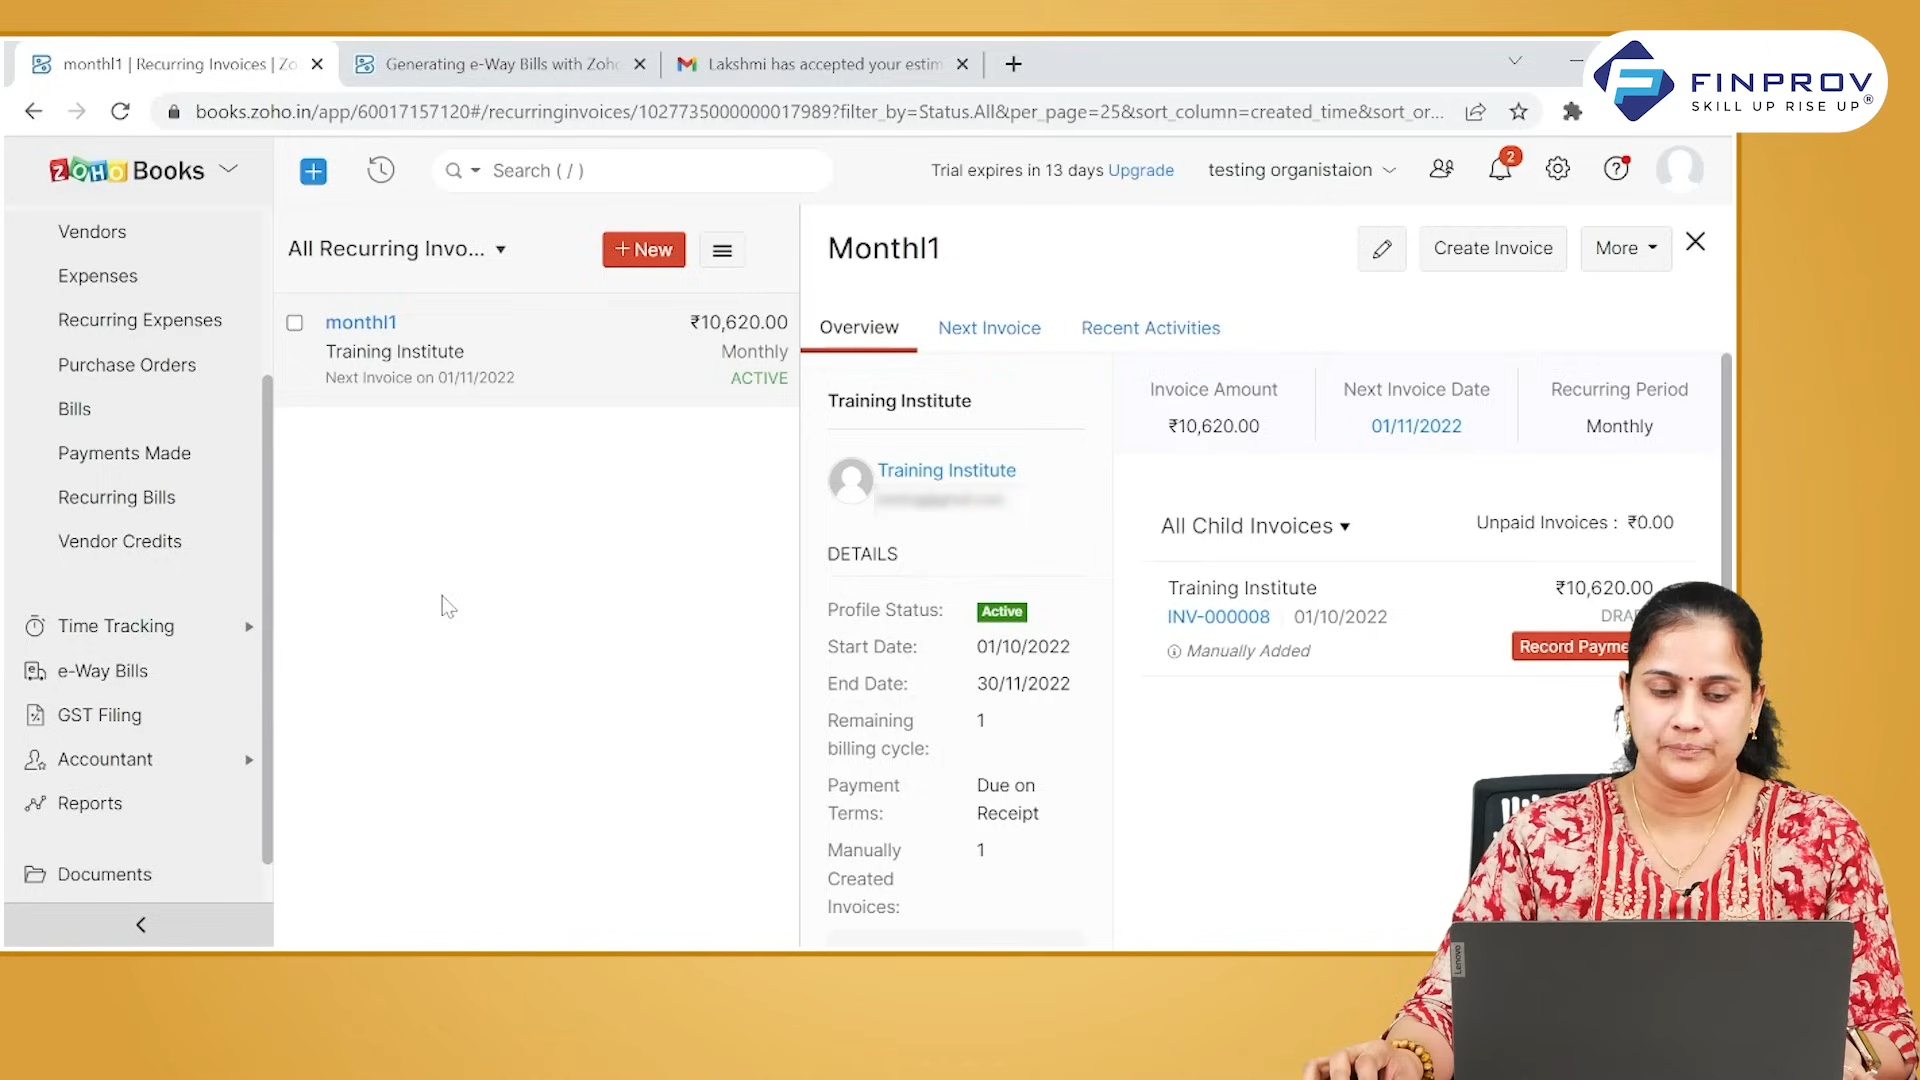 monthl1 | Recurring Invoices | Zo
Generating e-Way Bills with Zoho
Lakshmi has accepted your estim
FINPROV
SKILL UP RISE UP®
books.zoho.in/app/60017157120#/recurringinvoices/1027735000000017989?filter_by=Status.All&per_page=25&sort_column=created_time&sort_or...
ZOHO Books
Search ( / )
Trial expires in 13 days Upgrade
testing organistaion
2
Vendors
Expenses
Recurring Expenses
Purchase Orders
Bills
Payments Made
Recurring Bills
Vendor Credits
Time Tracking
e-Way Bills
GST Filing
Accountant
Reports
Documents
All Recurring Invo...
+ New
monthl1
₹10,620.00
Training Institute
Monthly
Next Invoice on 01/11/2022
ACTIVE
Monthl1
Create Invoice
More
Overview
Next Invoice
Recent Activities
Training Institute
Training Institute
DETAILS
Profile Status: Active
Start Date: 01/10/2022
End Date: 30/11/2022
Remaining billing cycle: 1
Payment Terms: Due on Receipt
Manually Created Invoices: 1
Invoice Amount
₹10,620.00
Next Invoice Date
01/11/2022
Recurring Period
Monthly
All Child Invoices
Unpaid Invoices : ₹0.00
Training Institute
₹10,620.00
INV-000008
01/10/2022
DRA
Manually Added
Record Payme
Lenovo